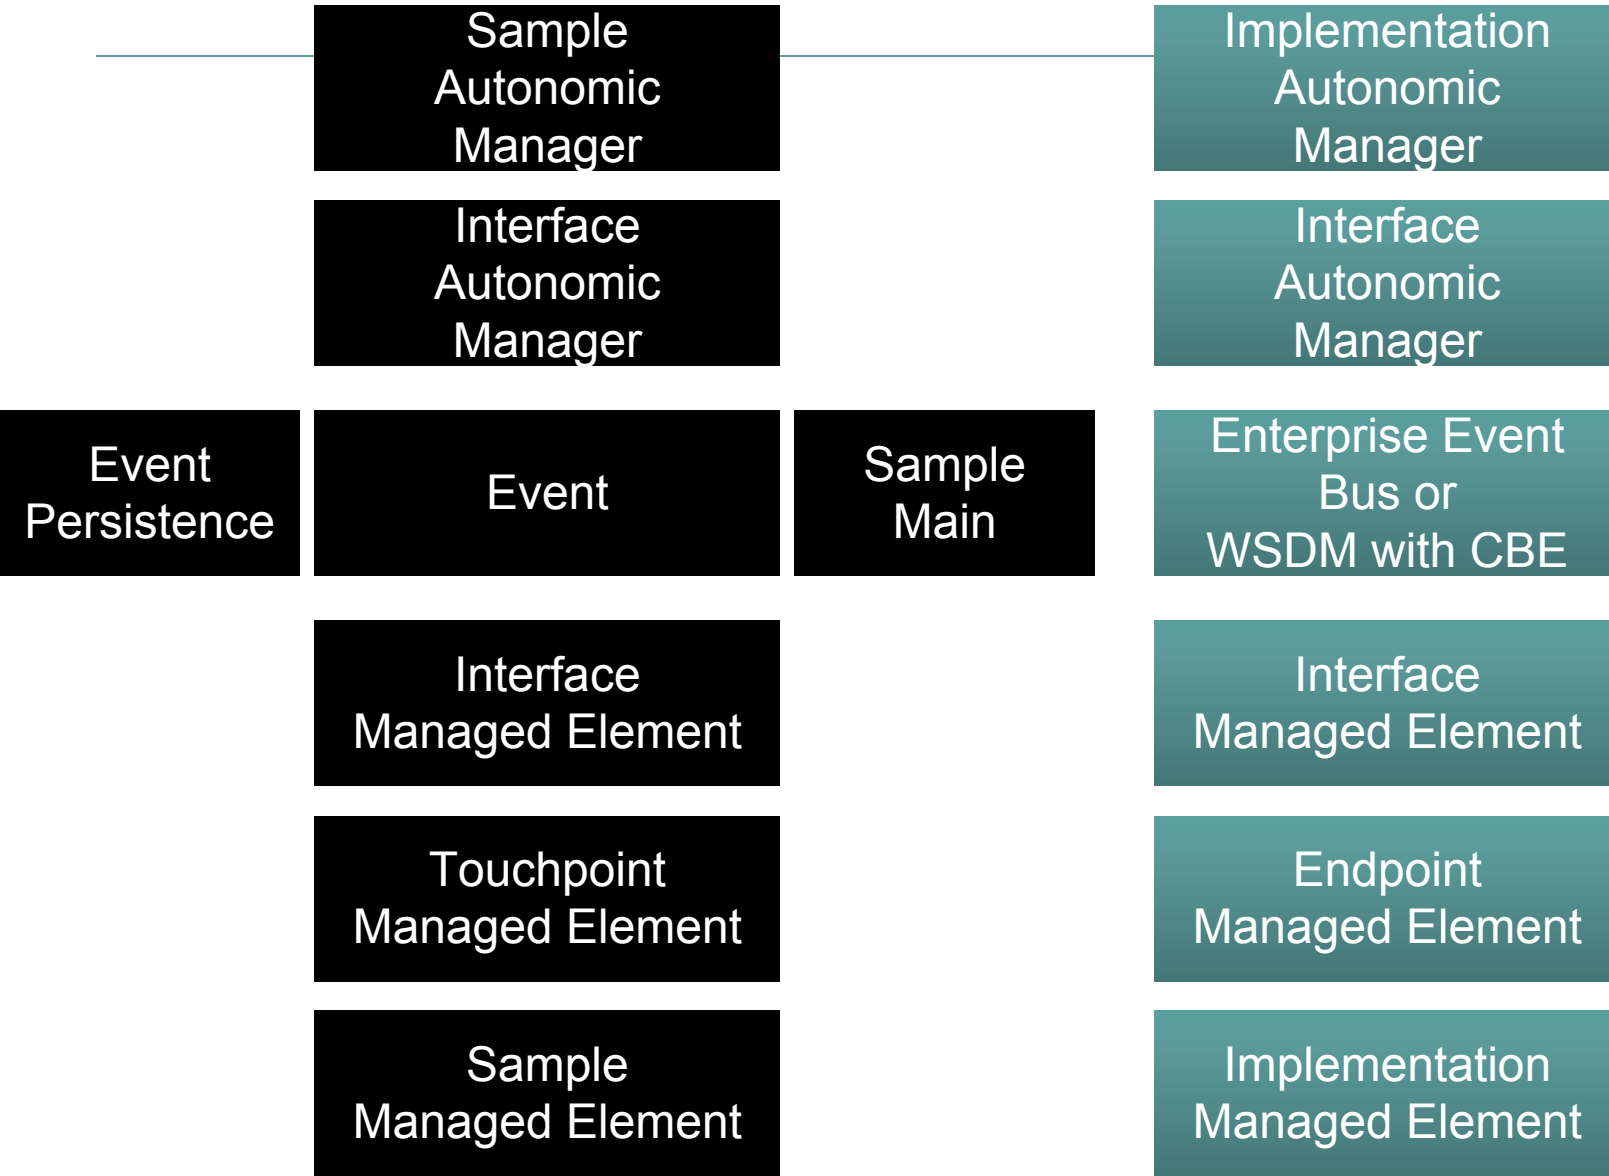 Sample
Autonomic
Manager
Implementation
Autonomic
Manager
Interface
Autonomic
Manager
Interface
Autonomic
Manager
Event
Persistence
Event
Sample
Main
Enterprise Event
Bus or
WSDM with CBE
Interface
Managed Element
Interface
Managed Element
Touchpoint
Managed Element
Endpoint
Managed Element
Sample
Managed Element
Implementation
Managed Element